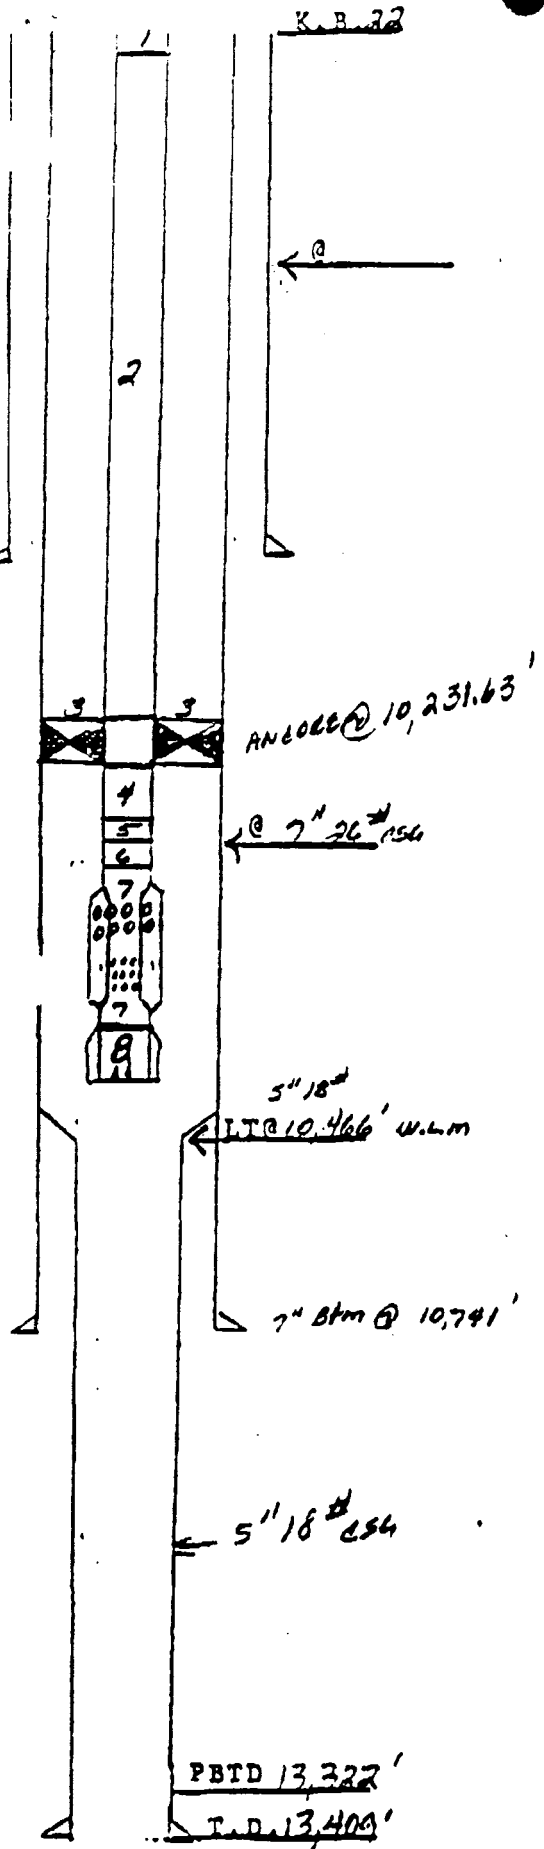 K.B. 22
1
@
2
3 3
ANCORE @ 10,231.63'
4
@ 7" 26# CSG
5
6
7
7
8
5" 18#
LT @ 10,466' W.L.M
7" Btm @ 10,741'
5" 18# CSG
PBTD 13,322'
T.D. 13,409'